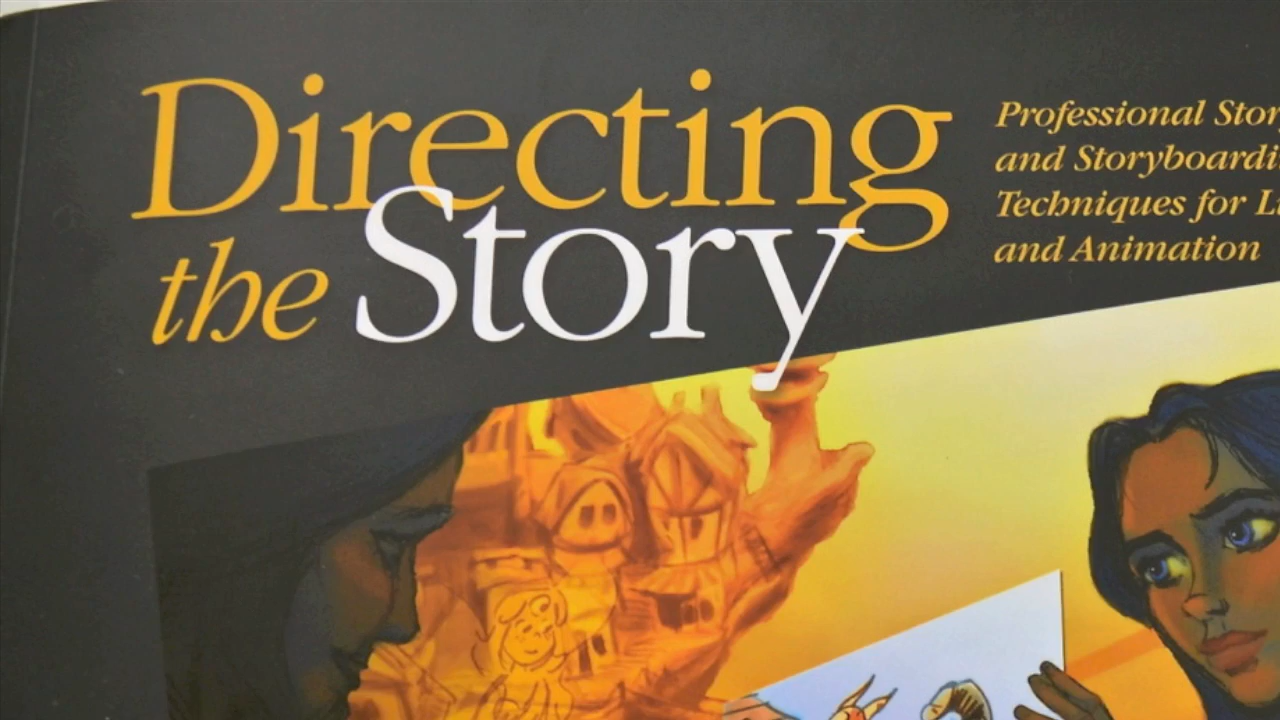 Directing
the Story
Professional
and
Techniques for
and Animation